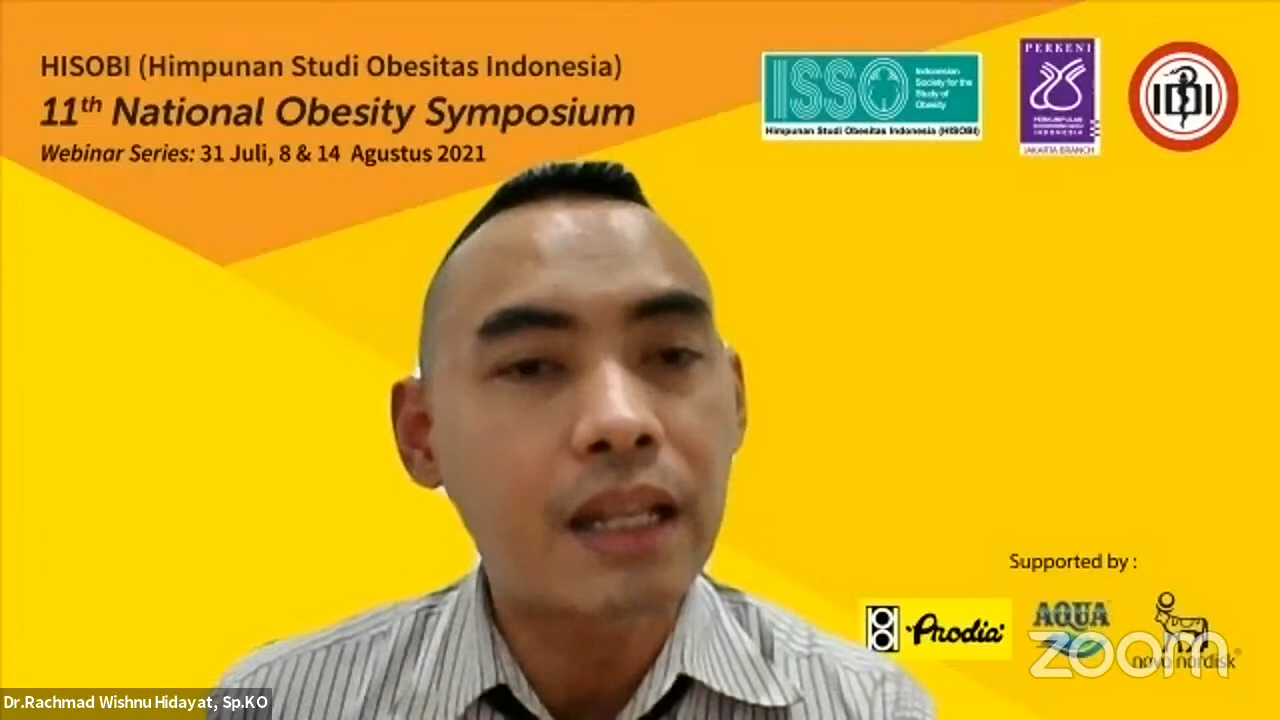 HISOBI (Himpunan Studi Obesitas Indonesia)
11th National Obesity Symposium
Webinar Series: 31 Juli, 8 & 14 Agustus 2021
ISSO
Indonesian
Society for the
Study of
Obesity
Himpunan Studi Obesitas Indonesia (HISOBI)
PERKENI
PERKUMPULAN
INDONESIA
JAKARTA BRANCH
IDI
Supported by :
Prodia
AQUA
novo nordisk®
zoom
Dr.Rachmad Wishnu Hidayat, Sp.KO